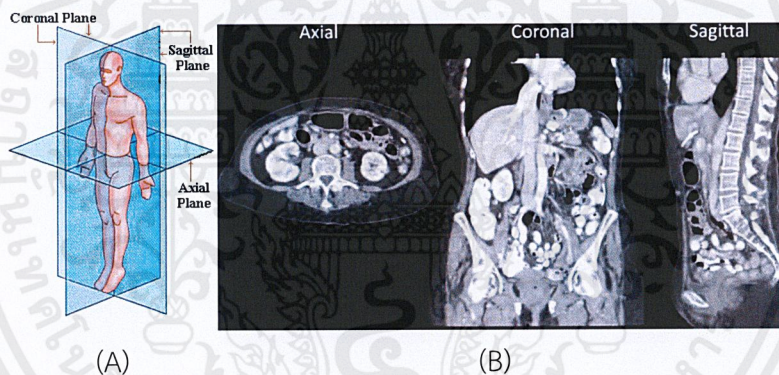 Coronal Plane
Sagittal
Plane
Axial
Plane
Axial
Coronal
Sagittal
(A)
(B)